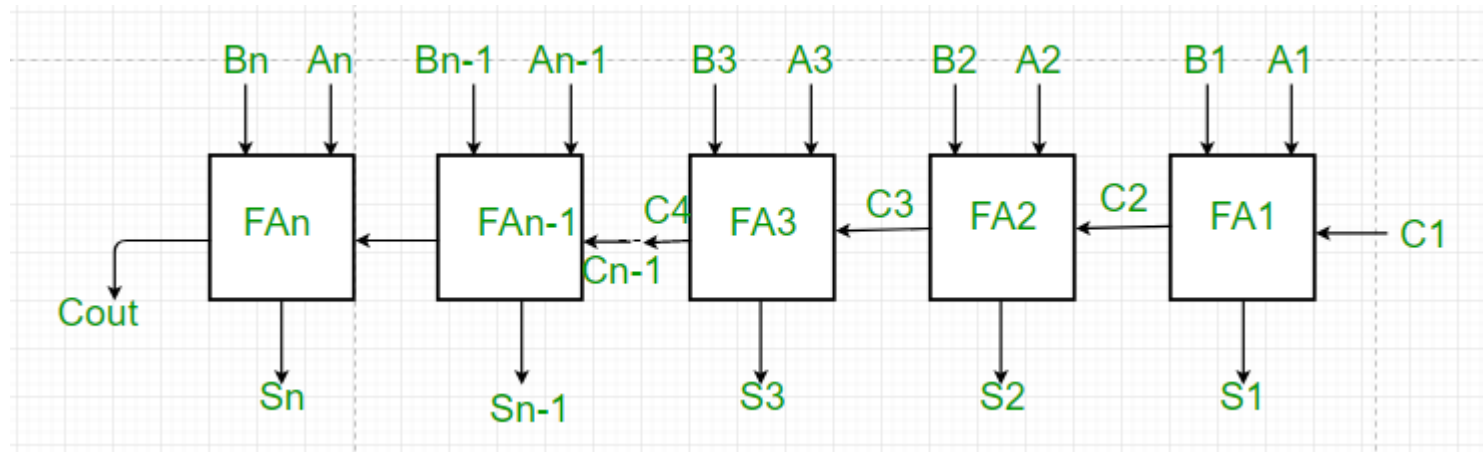 Bn An Bn-1 An-1 B3 A3 B2 A2 B1 A1
FAn FAn-1 C4 FA3 C3 FA2 C2 FA1 C1
Cn-1
Cout
Sn Sn-1 S3 S2 S1